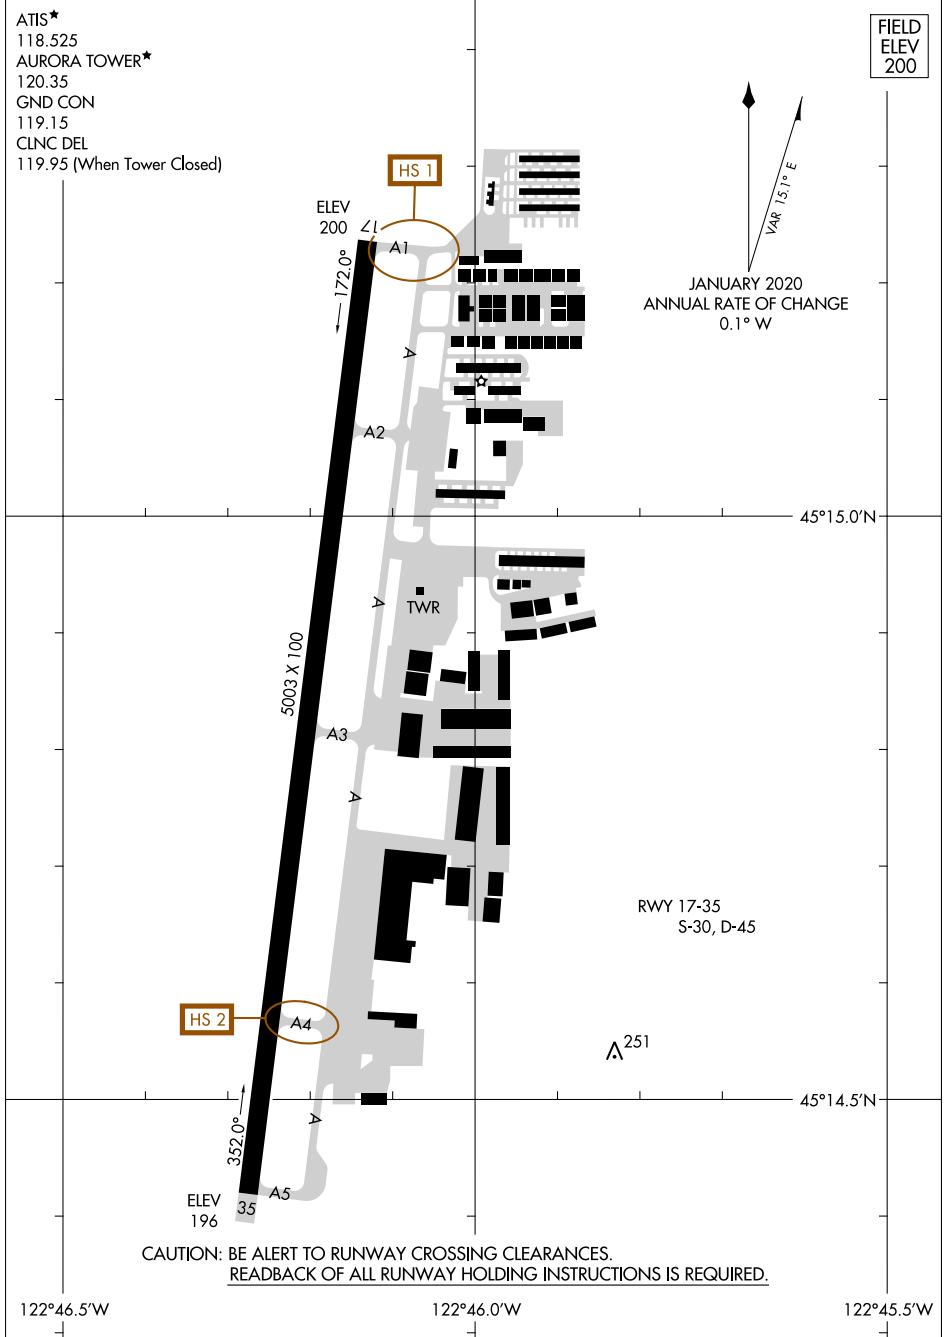 ATIS★
118.525
AURORA TOWER★
120.35
GND CON
119.15
CLNC DEL
119.95 (When Tower Closed)
FIELD
ELEV
200
HS 1
ELEV
200
17
A1
172.0°
VAR 15.1° E
JANUARY 2020
ANNUAL RATE OF CHANGE
0.1° W
A
A2
45°15.0'N
A
TWR
5003 X 100
A3
A
RWY 17-35
S-30, D-45
HS 2
A4
251
45°14.5'N
352.0°
A
ELEV
196
35
A5
CAUTION: BE ALERT TO RUNWAY CROSSING CLEARANCES.
READBACK OF ALL RUNWAY HOLDING INSTRUCTIONS IS REQUIRED.
122°46.5'W
122°46.0'W
122°45.5'W